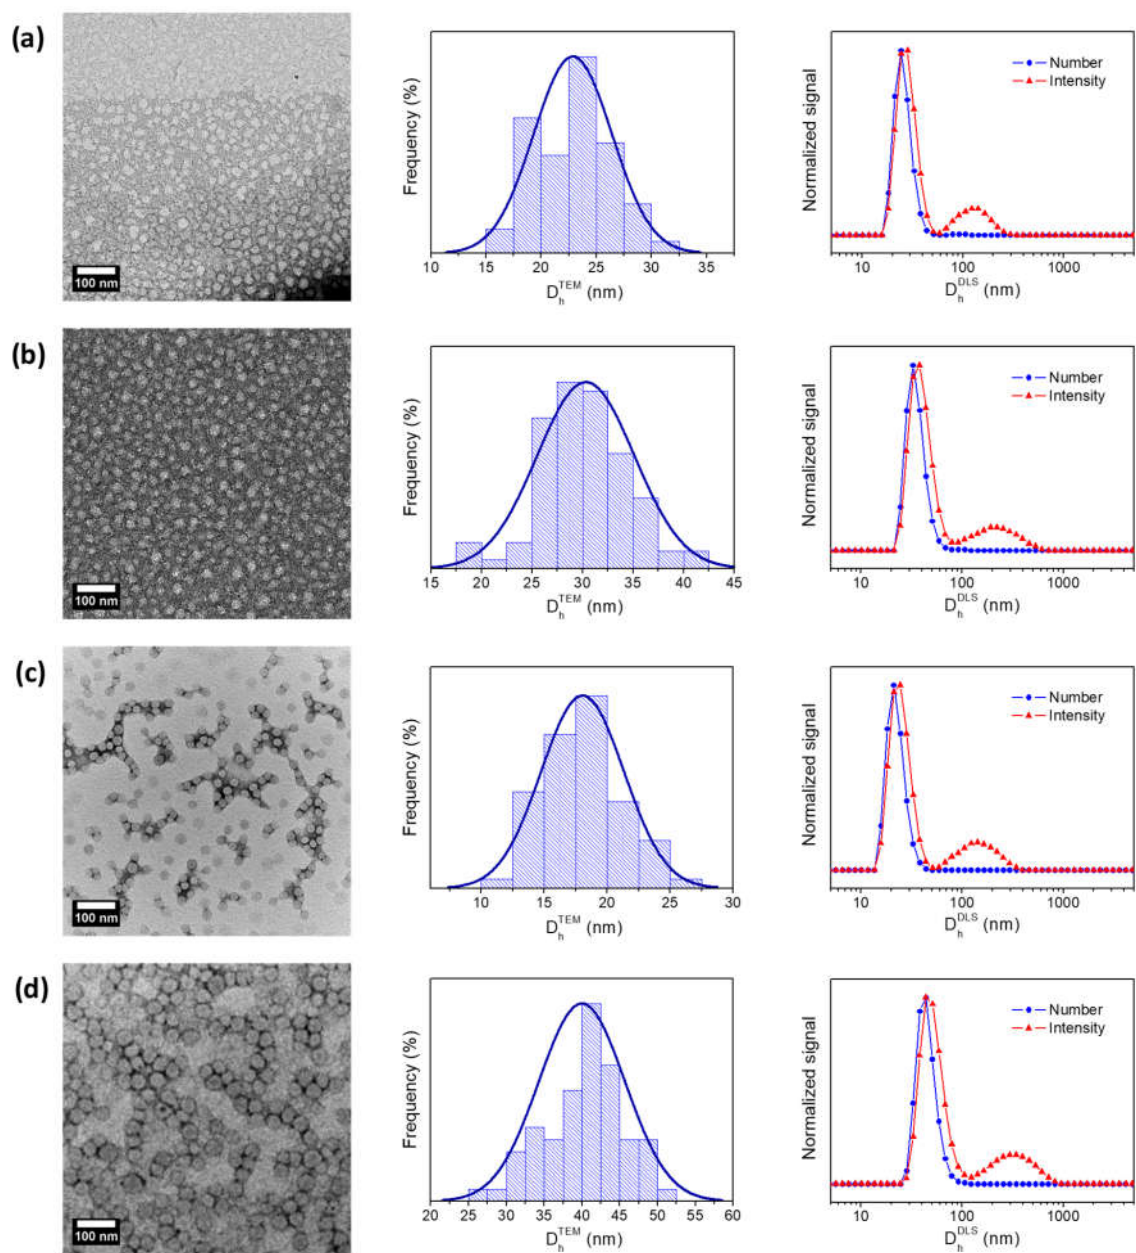 (a)
100 nm
Frequency (%)
10 15 20 25 30 35
D_h^TEM (nm)
Normalized signal
Number
Intensity
10 100 1000
D_h^DLS (nm)
(b)
100 nm
Frequency (%)
15 20 25 30 35 40 45
D_h^TEM (nm)
Normalized signal
Number
Intensity
10 100 1000
D_h^DLS (nm)
(c)
100 nm
Frequency (%)
10 15 20 25 30
D_h^TEM (nm)
Normalized signal
Number
Intensity
10 100 1000
D_h^DLS (nm)
(d)
100 nm
Frequency (%)
20 25 30 35 40 45 50 55 60
D_h^TEM (nm)
Normalized signal
Number
Intensity
10 100 1000
D_h^DLS (nm)